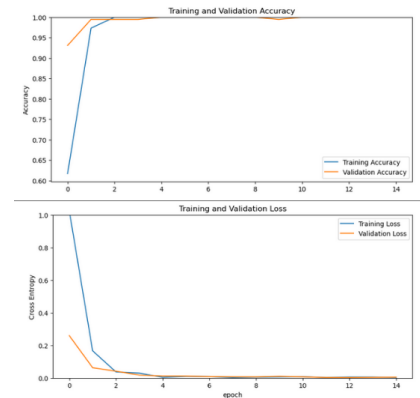 Training and Validation Accuracy
1.00
0.95
0.90
0.85
0.80
0.75
0.70
0.65
0.60
Accuracy
Training Accuracy
Validation Accuracy
0 2 4 6 8 10 12 14
Training and Validation Loss
1.0
0.8
0.6
0.4
0.2
0.0
Cross Entropy
Training Loss
Validation Loss
0 2 4 6 8 10 12 14
epoch